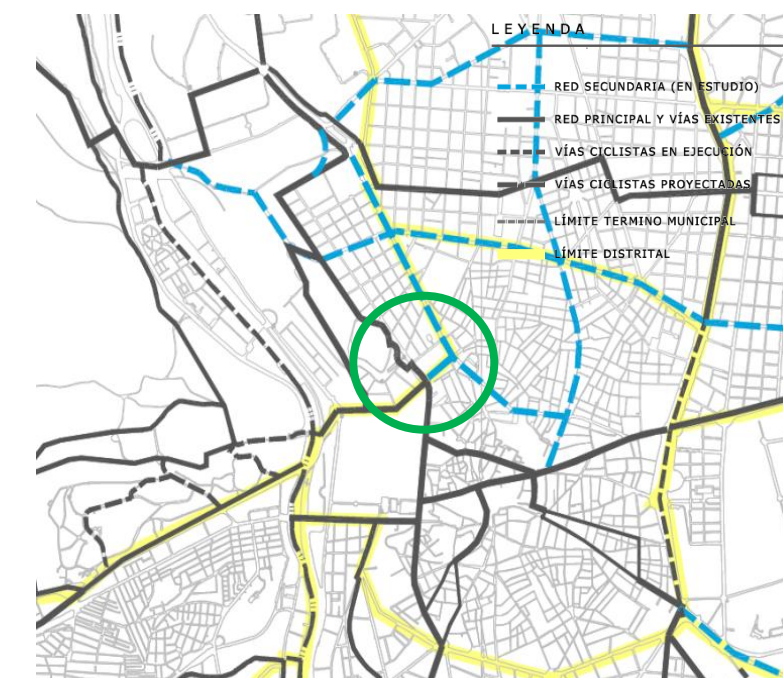 LEYENDA
RED SECUNDARIA (EN ESTUDIO)
RED PRINCIPAL Y VÍAS EXISTENTES
VÍAS CICLISTAS EN EJECUCIÓN
VÍAS CICLISTAS PROYECTADAS
LÍMITE TERMINO MUNICIPAL
LÍMITE DISTRITAL